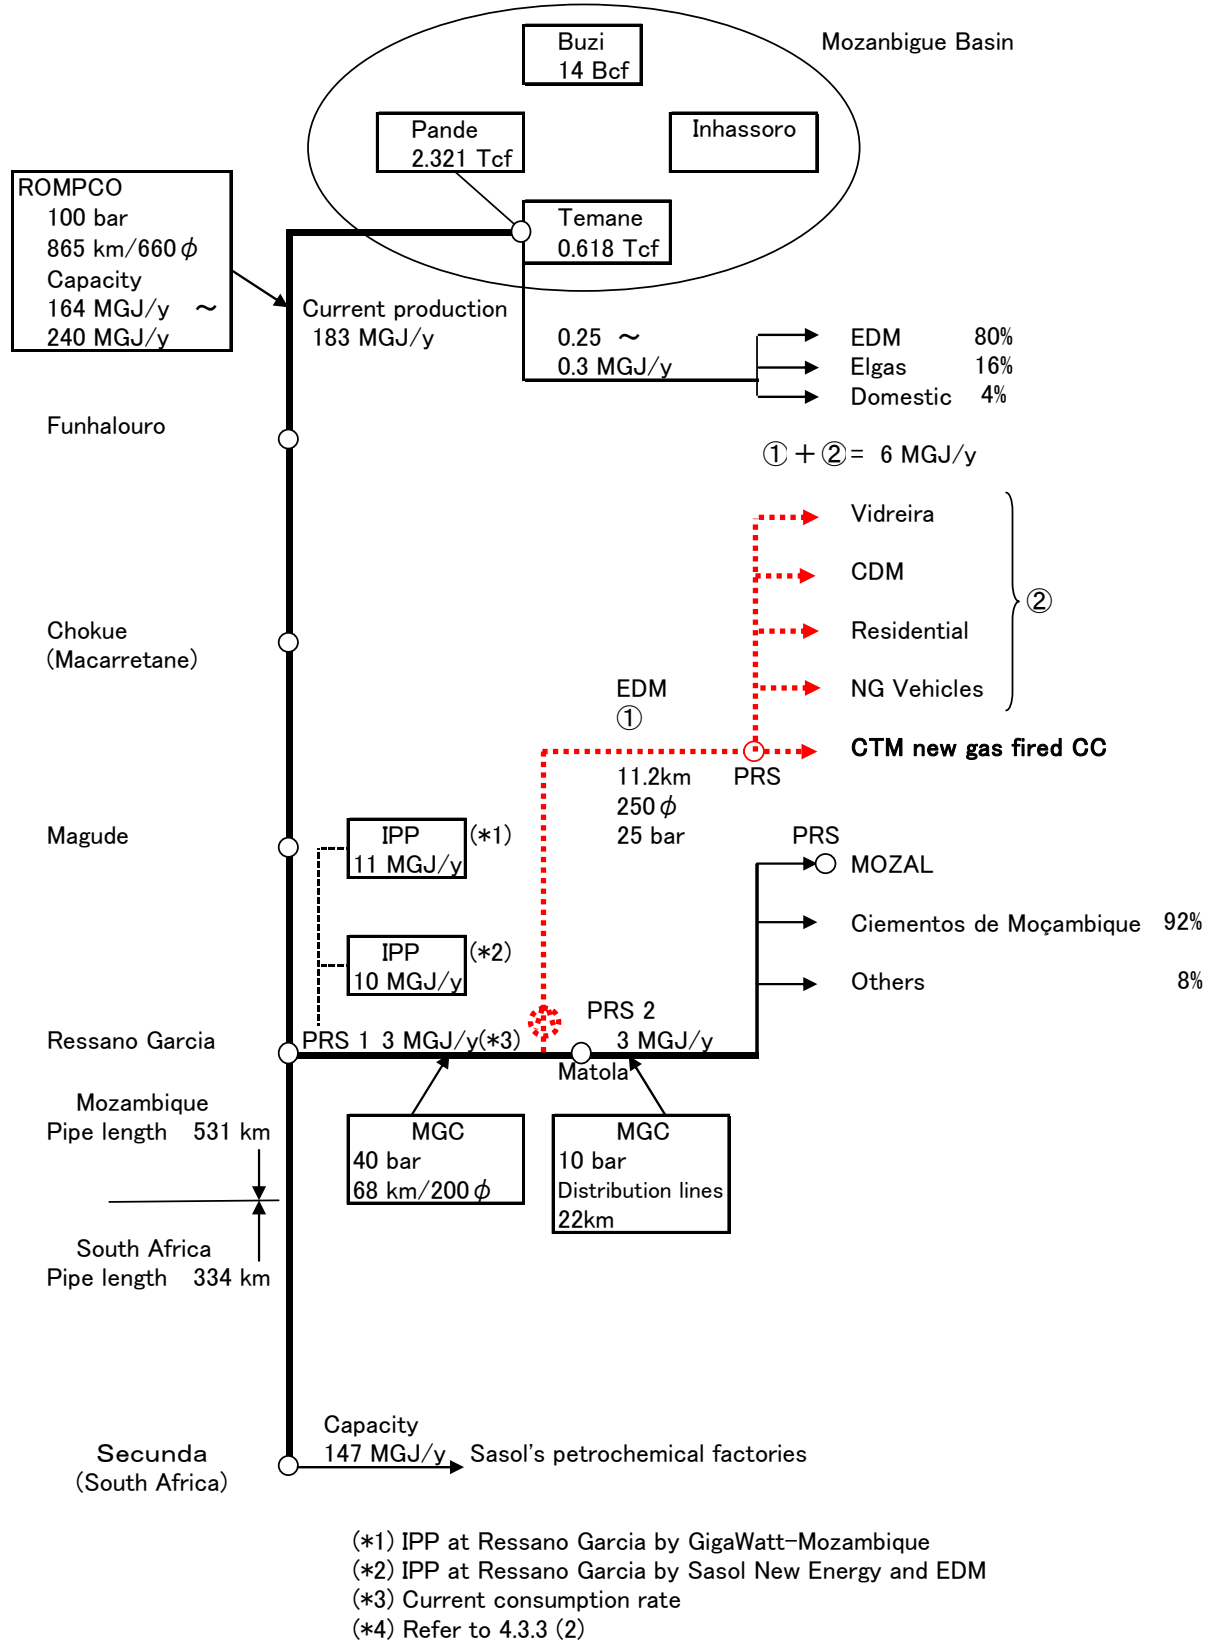 Buzi
14 Bcf
Mozanbigue Basin
Pande
2.321 Tcf
Inhassoro
Temane
0.618 Tcf
ROMPCO
100 bar
865 km/660φ
Capacity
164 MGJ/y ～
240 MGJ/y
Current production
183 MGJ/y
0.25 ～
0.3 MGJ/y
EDM 80%
Elgas 16%
Domestic 4%
Funhalouro
①＋②= 6 MGJ/y
Vidreira
CDM
Residential
NG Vehicles
②
Chokue
(Macarretane)
EDM
①
CTM new gas fired CC
11.2km
250φ
25 bar
PRS
Magude
IPP
11 MGJ/y
(*1)
PRS
MOZAL
Ciementos de Moçambique 92%
Others 8%
IPP
10 MGJ/y
(*2)
Ressano Garcia
PRS 1 3 MGJ/y(*3)
PRS 2
3 MGJ/y
Matola
Mozambique
Pipe length 531 km
MGC
40 bar
68 km/200φ
MGC
10 bar
Distribution lines
22km
South Africa
Pipe length 334 km
Capacity
147 MGJ/y
Secunda
(South Africa)
Sasol's petrochemical factories
(*1) IPP at Ressano Garcia by GigaWatt-Mozambique
(*2) IPP at Ressano Garcia by Sasol New Energy and EDM
(*3) Current consumption rate
(*4) Refer to 4.3.3 (2)